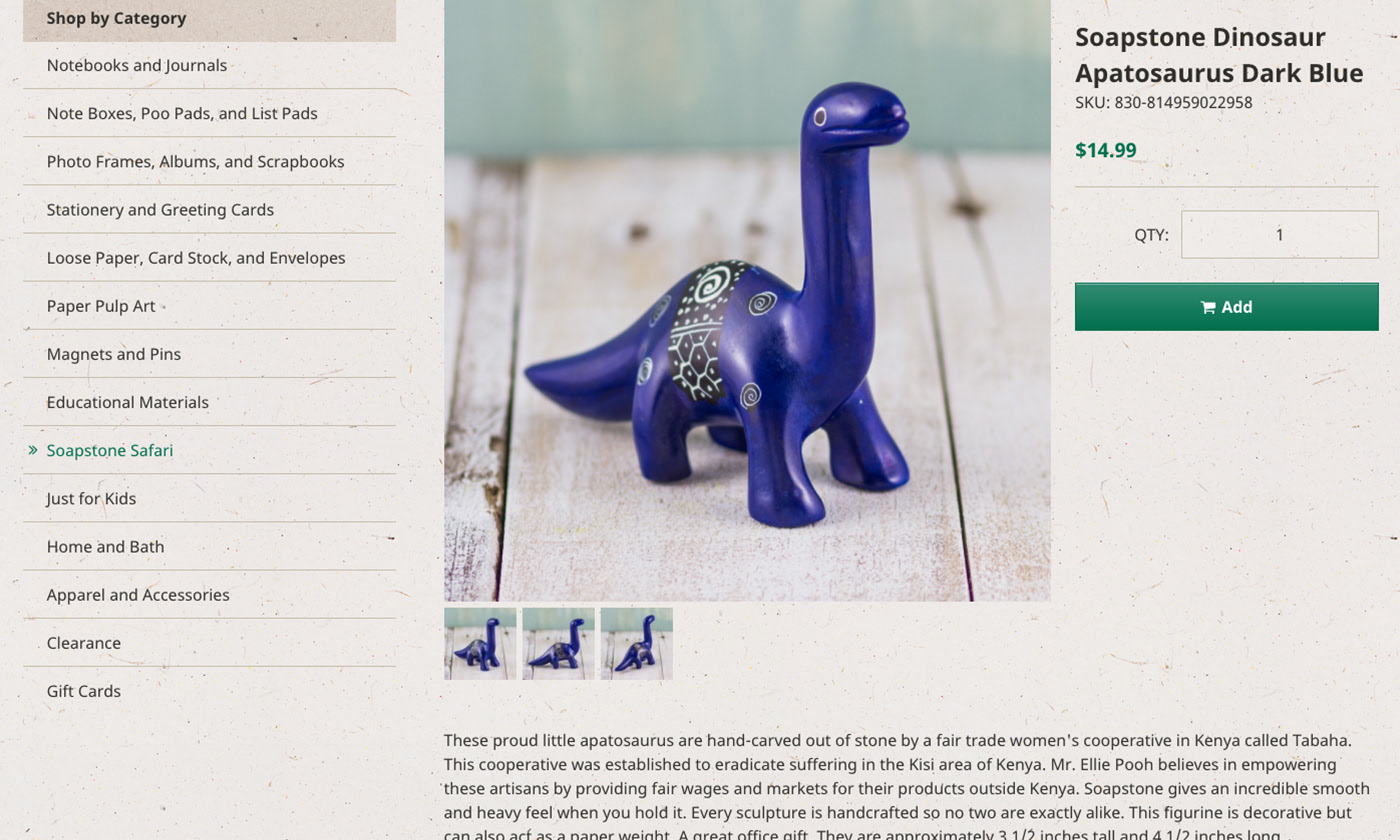 Shop by Category
Notebooks and Journals
Note Boxes, Poo Pads, and List Pads
Photo Frames, Albums, and Scrapbooks
Stationery and Greeting Cards
Loose Paper, Card Stock, and Envelopes
Paper Pulp Art
Magnets and Pins
Educational Materials
» Soapstone Safari
Just for Kids
Home and Bath
Apparel and Accessories
Clearance
Gift Cards
Soapstone Dinosaur
Apatosaurus Dark Blue
SKU: 830-814959022958
$14.99
QTY: 1
Add
These proud little apatosaurus are hand-carved out of stone by a fair trade women's cooperative in Kenya called Tabaha.
This cooperative was established to eradicate suffering in the Kisi area of Kenya. Mr. Ellie Pooh believes in empowering
these artisans by providing fair wages and markets for their products outside Kenya. Soapstone gives an incredible smooth
and heavy feel when you hold it. Every sculpture is handcrafted so no two are exactly alike. This figurine is decorative but
can also act as a paper weight. A great office gift. They are approximately 3 1/2 inches tall and 4 1/2 inches long.